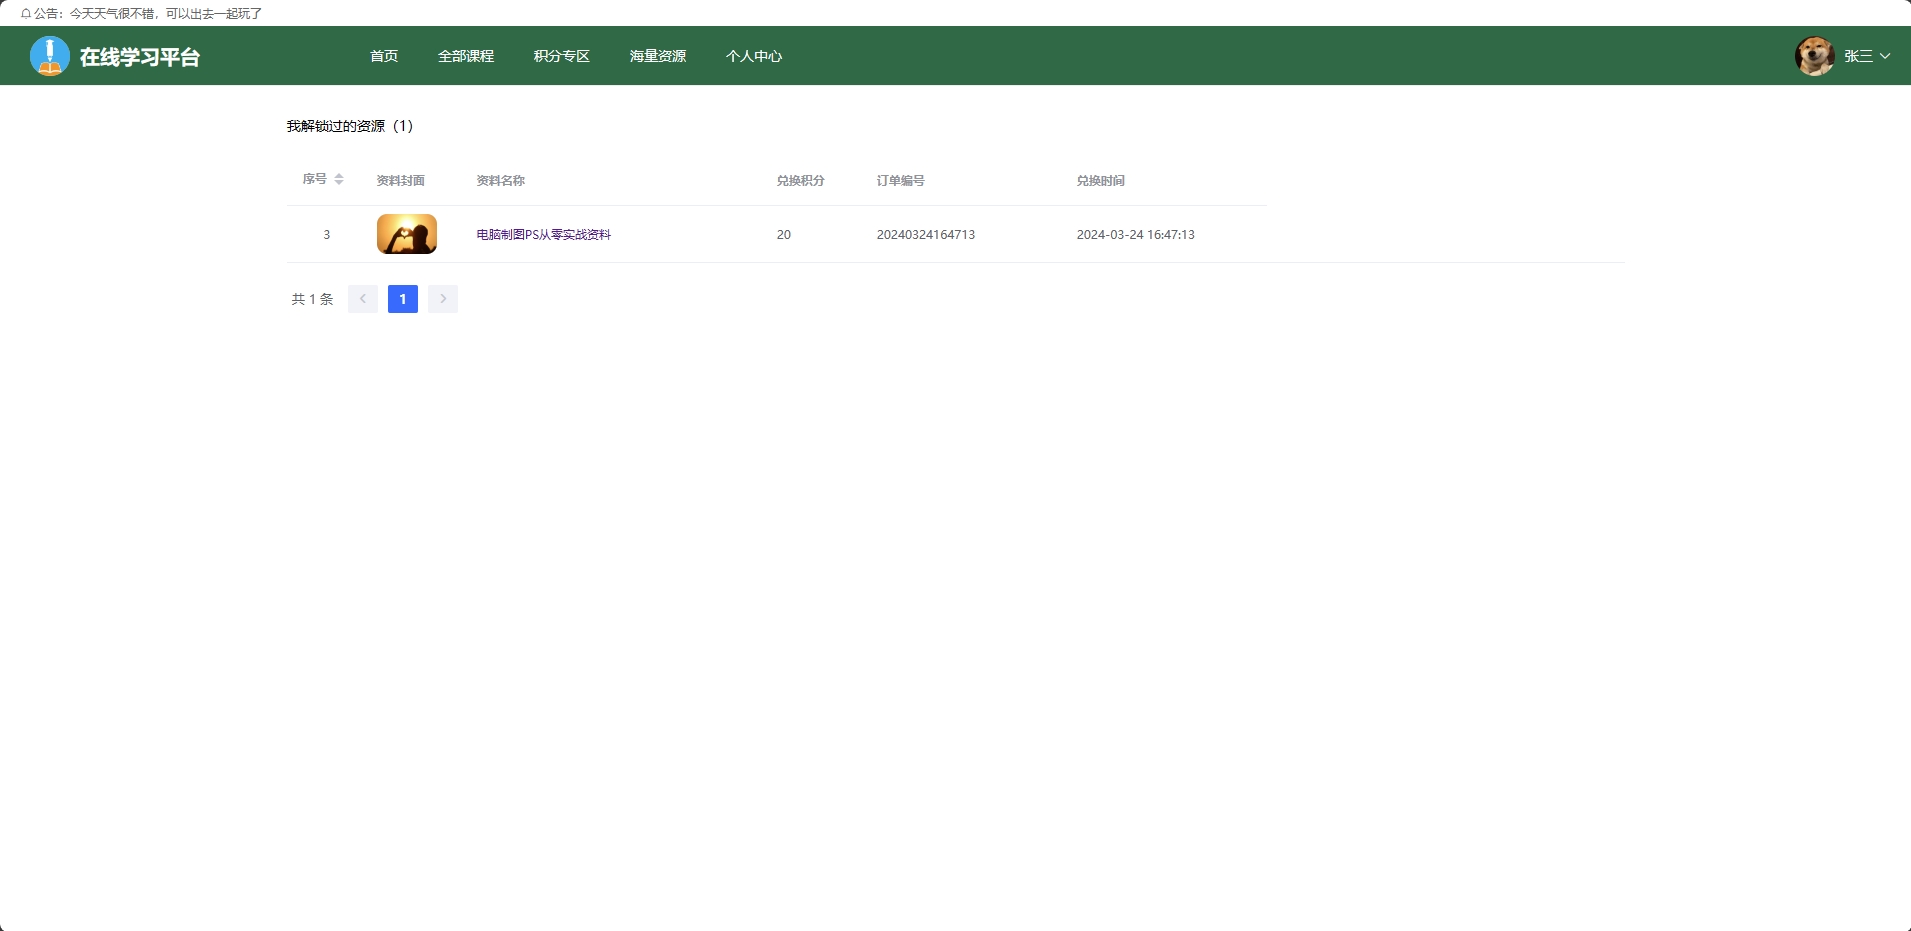 公告：今天天气很不错，可以出去一起玩了
在线学习平台 首页 全部课程 积分专区 海量资源 个人中心 张三
我解锁过的资源（1）
序号 资料封面 资料名称 兑换积分 订单编号 兑换时间
3 电脑制图PS从零实战资料 20 20240324164713 2024-03-24 16:47:13
共 1 条 1